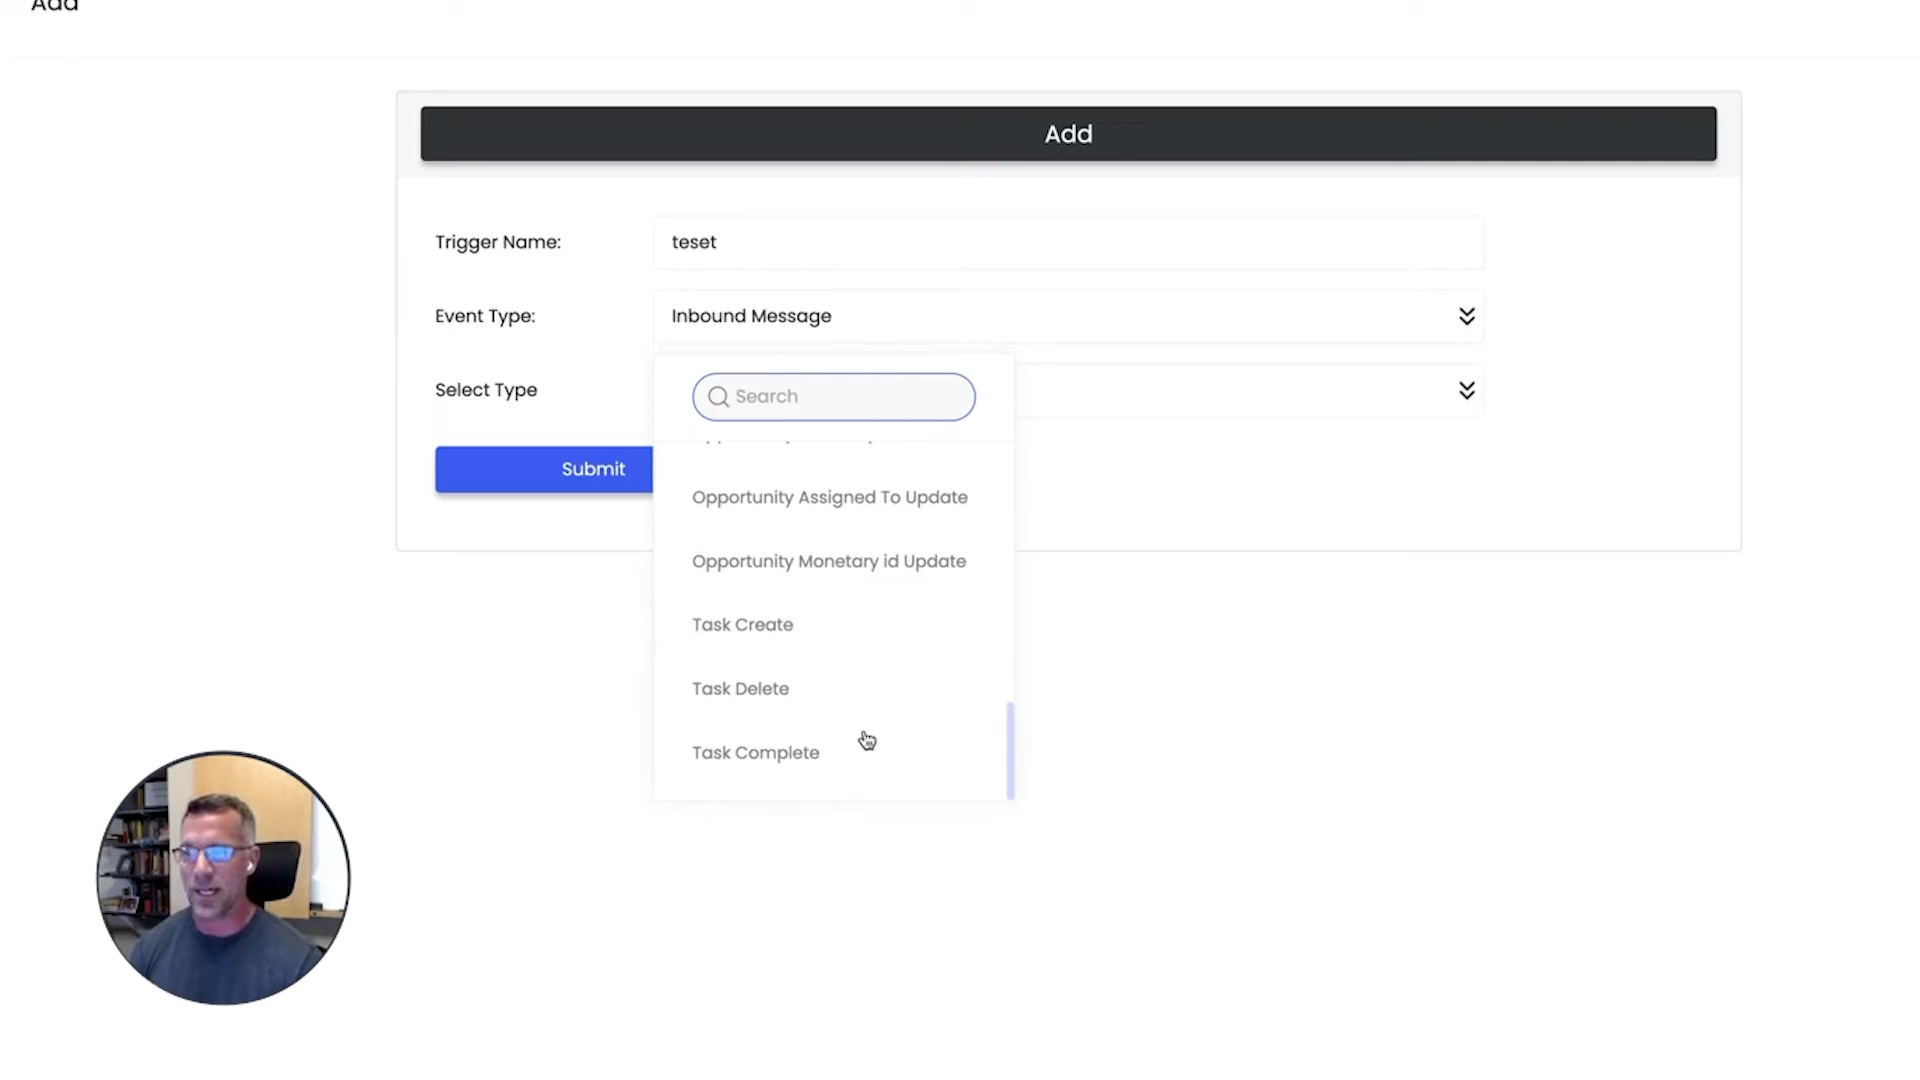 Add
Add
Trigger Name:
teset
Event Type:
Inbound Message
Select Type
Search
Submit
Opportunity Assigned To Update
Opportunity Monetary id Update
Task Create
Task Delete
Task Complete